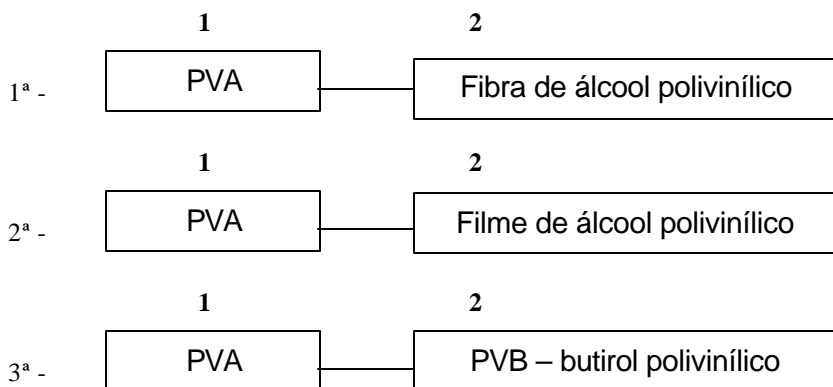 1 2
1ª - PVA Fibra de álcool polivinílico
1 2
2ª - PVA Filme de álcool polivinílico
1 2
3ª - PVA PVB – butirol polivinílico